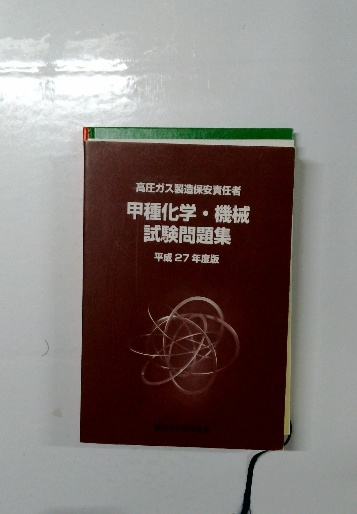 高圧ガス製造保安責任者
甲種化学・機械
試験問題集
平成27年度版